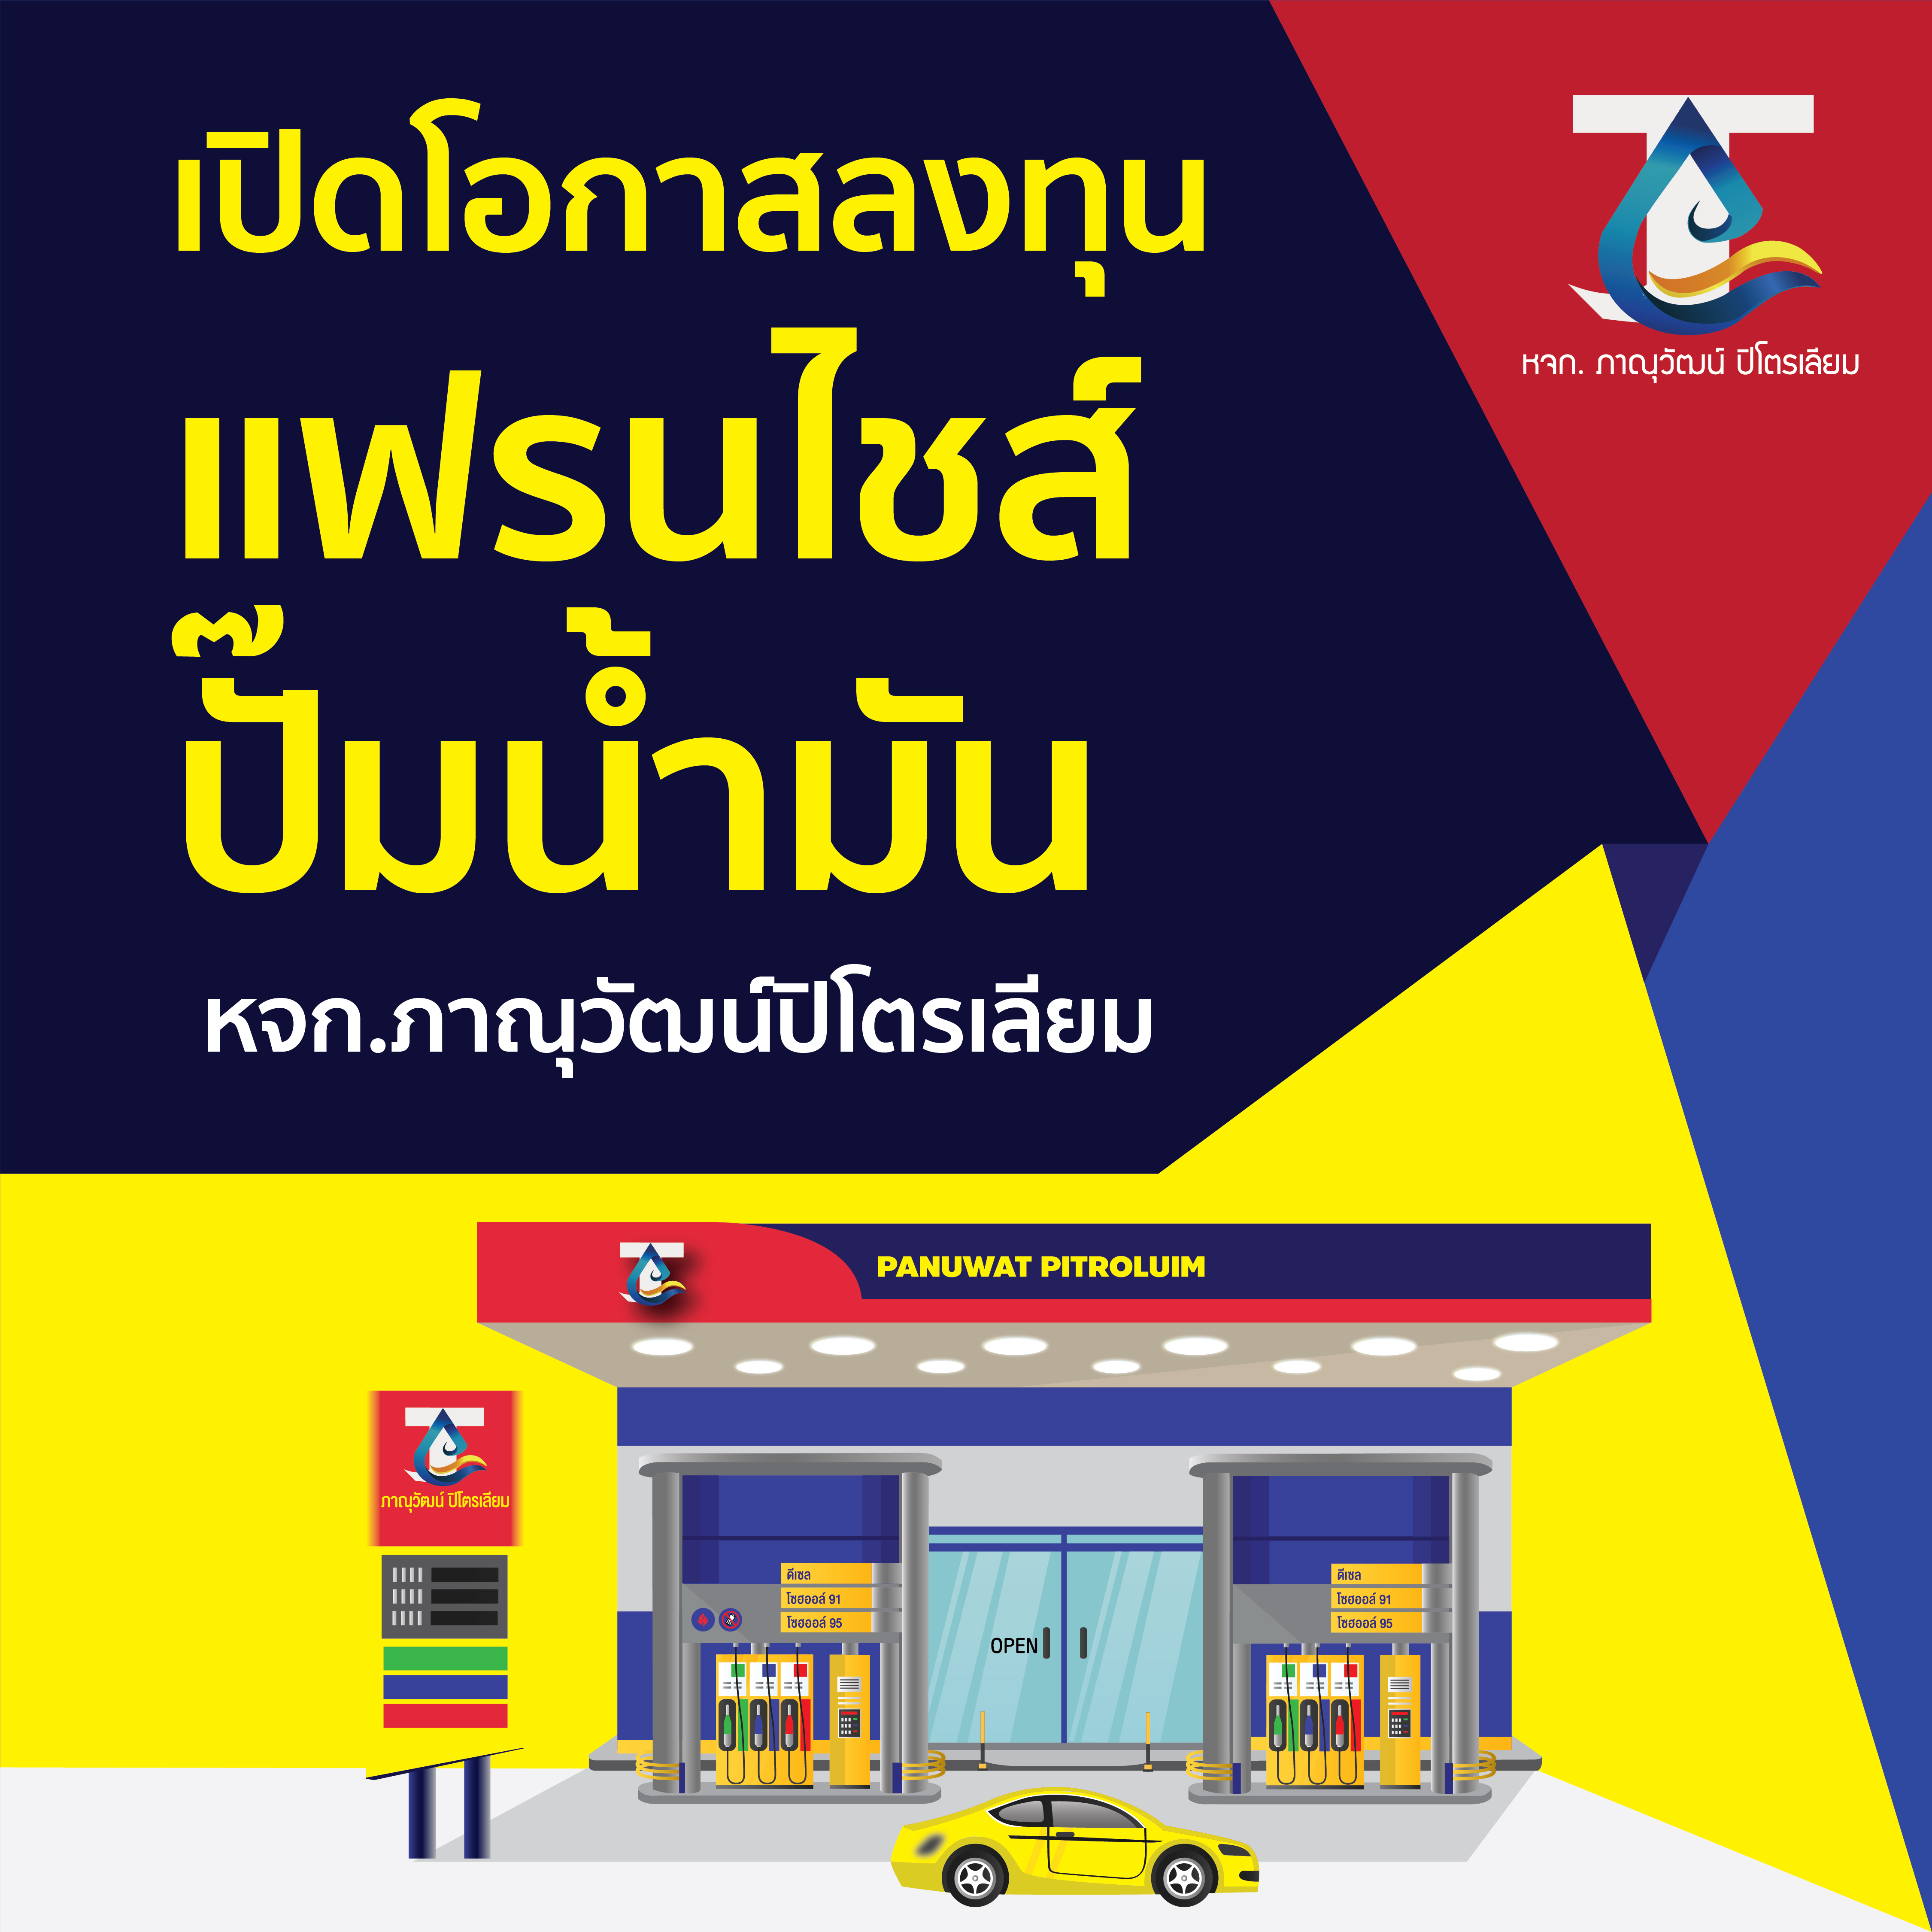 เปิดโอกาสลงทุน
แฟรนไชส์
ปั๊มน้ำมัน
หจก.ภาณุวัฒน์ปิโตรเลียม
หจก. ภาณุวัฒน์ ปิโตรเลียม
PANUWAT PITROLUIM
ภาณุวัฒน์ ปิโตรเลียม
ดีเซล
โซฮออล์ 91
โซฮออล์ 95
OPEN
ดีเซล
โซฮออล์ 91
โซฮออล์ 95